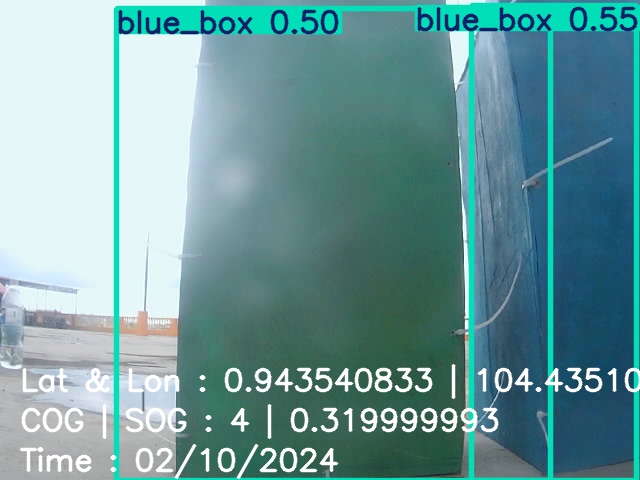 blue_box 0.50
blue_box 0.55
Lat & Lon : 0.943540833 | 104.43510
COG | SOG : 4 | 0.319999993
Time : 02/10/2024